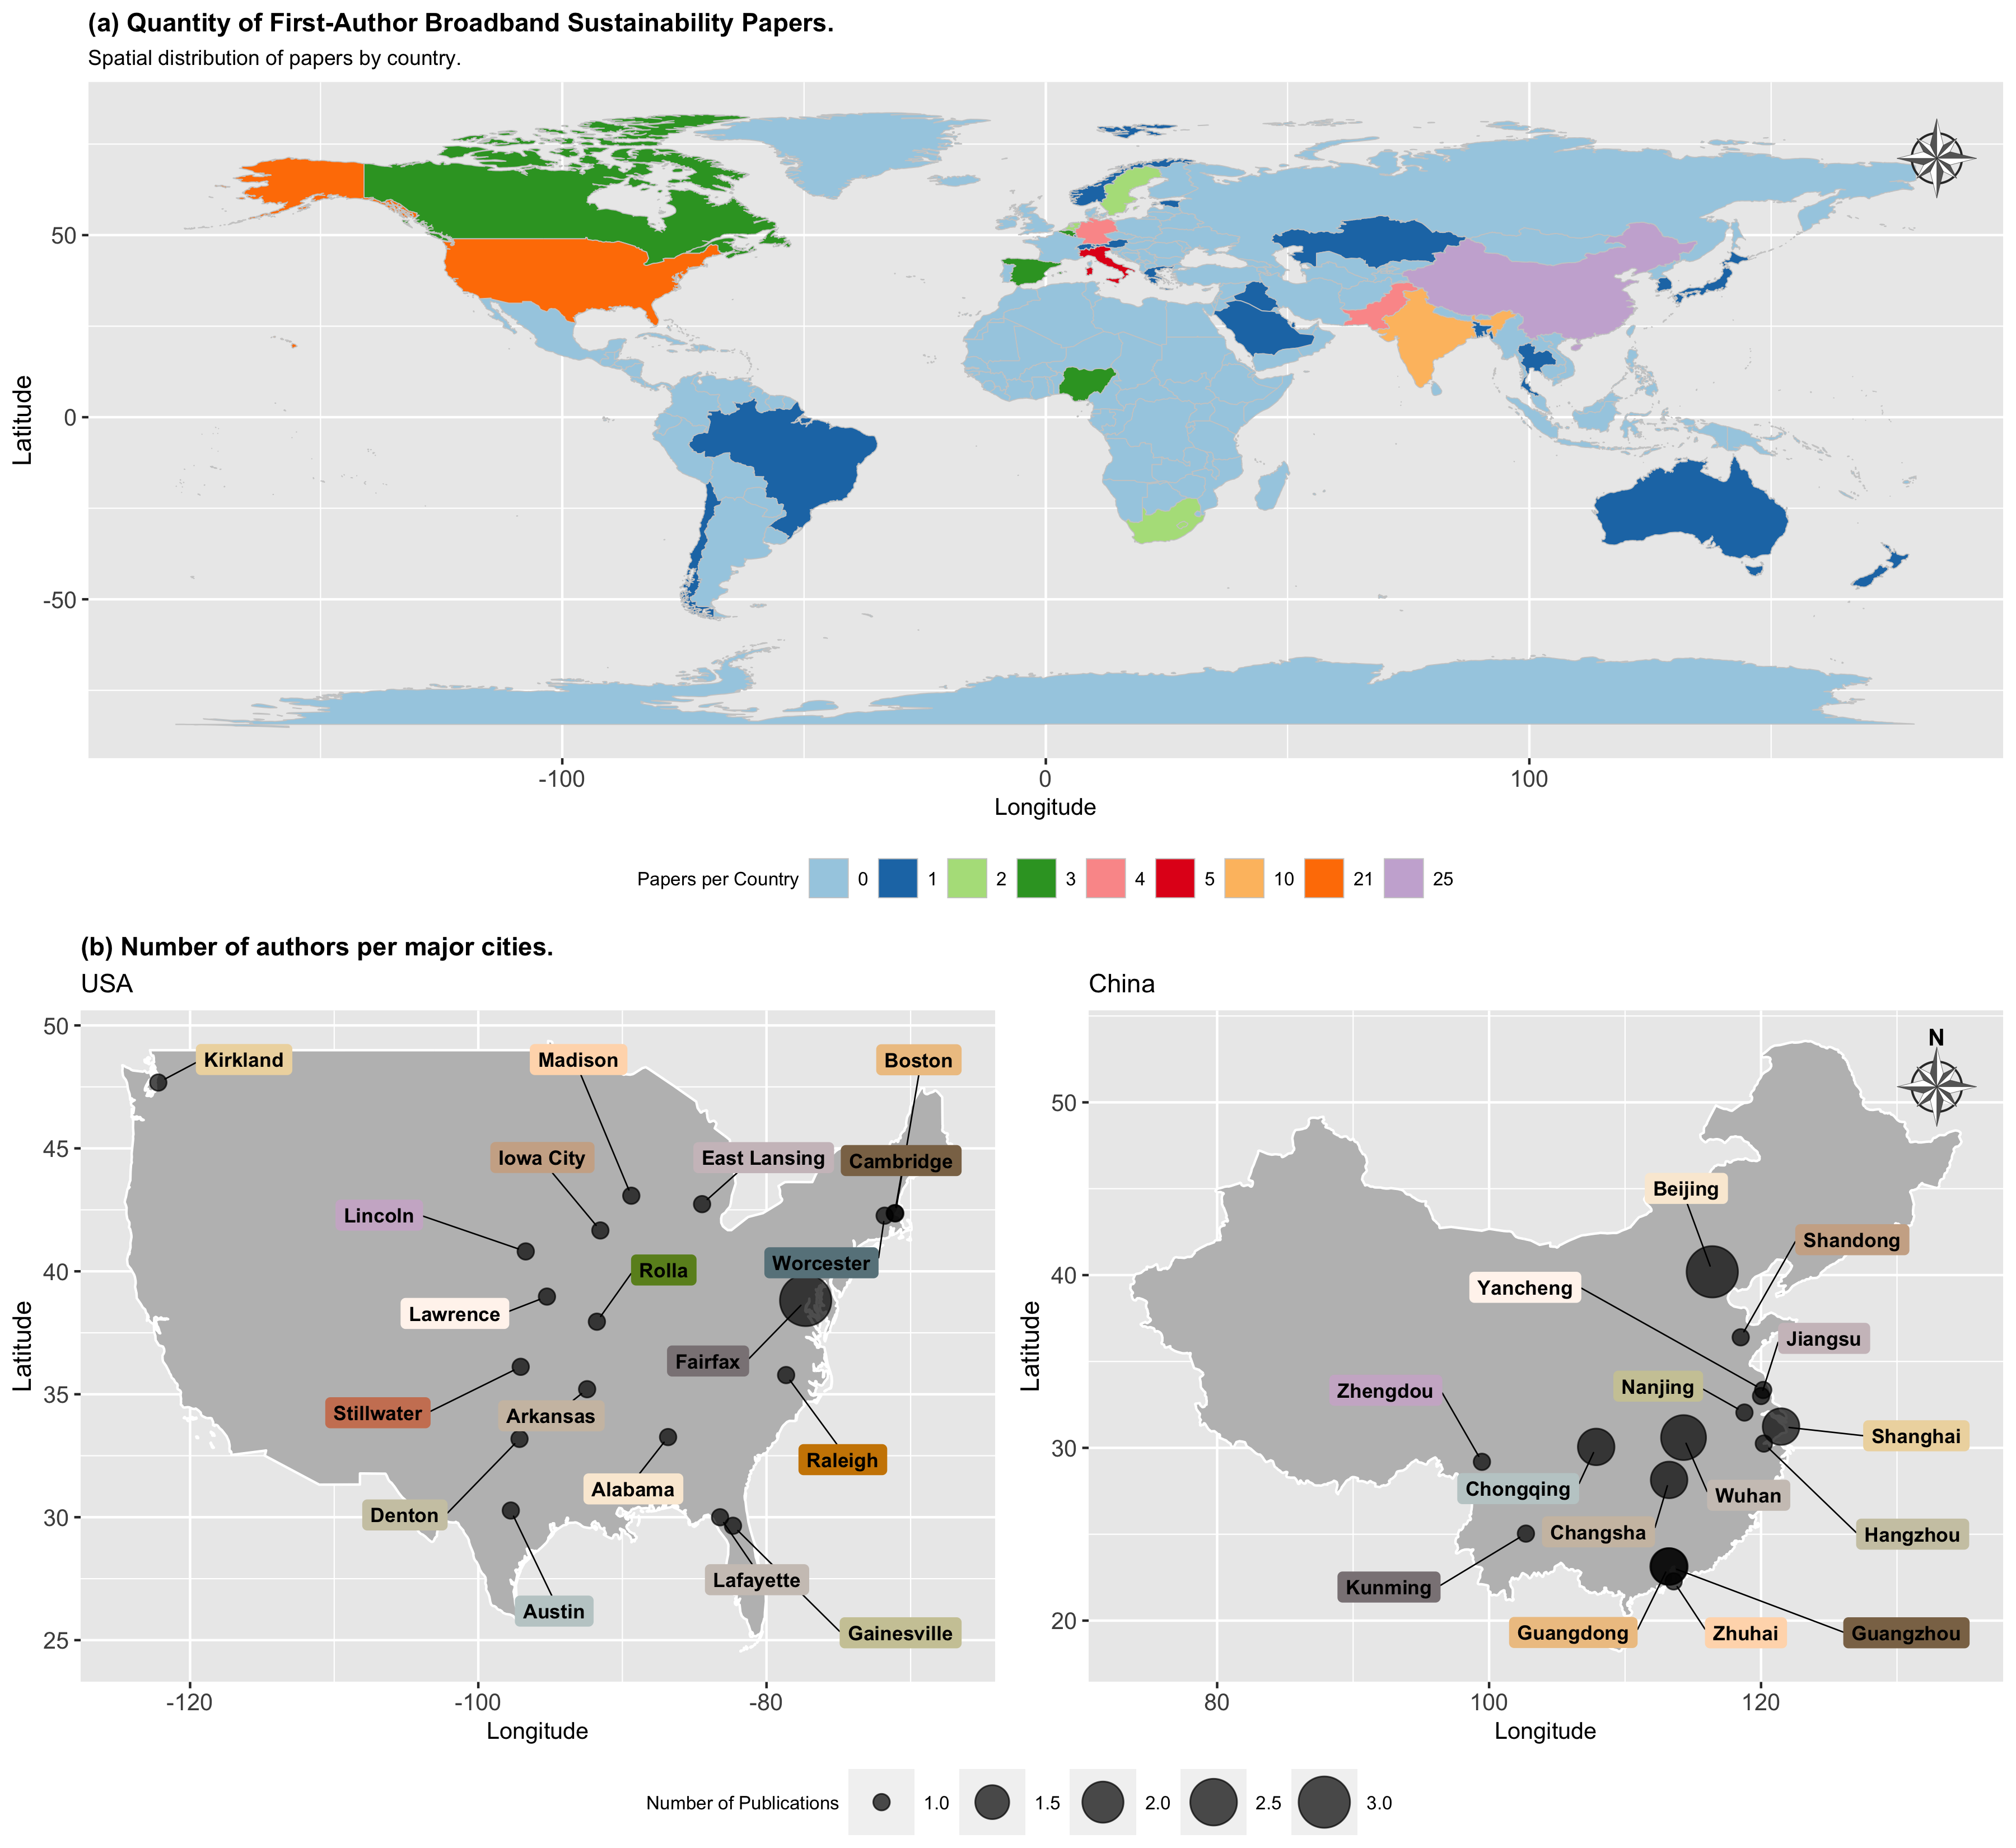 (a) Quantity of First-Author Broadband Sustainability Papers.
Spatial distribution of papers by country.
Latitude
50
0
-50
-100
0
100
Longitude
Papers per Country
0
1
2
3
4
5
10
21
25
(b) Number of authors per major cities.
USA
Latitude
50
45
40
35
30
25
Kirkland
Madison
Boston
Iowa City
East Lansing
Cambridge
Lincoln
Worcester
Rolla
Lawrence
Fairfax
Stillwater
Arkansas
Raleigh
Alabama
Denton
Lafayette
Austin
Gainesville
-120
-100
-80
Longitude
China
Latitude
50
40
30
20
N
Beijing
Shandong
Yancheng
Jiangsu
Nanjing
Zhengdou
Shanghai
Chongqing
Wuhan
Changsha
Hangzhou
Kunming
Guangdong
Zhuhai
Guangzhou
80
100
120
Longitude
Number of Publications
1.0
1.5
2.0
2.5
3.0